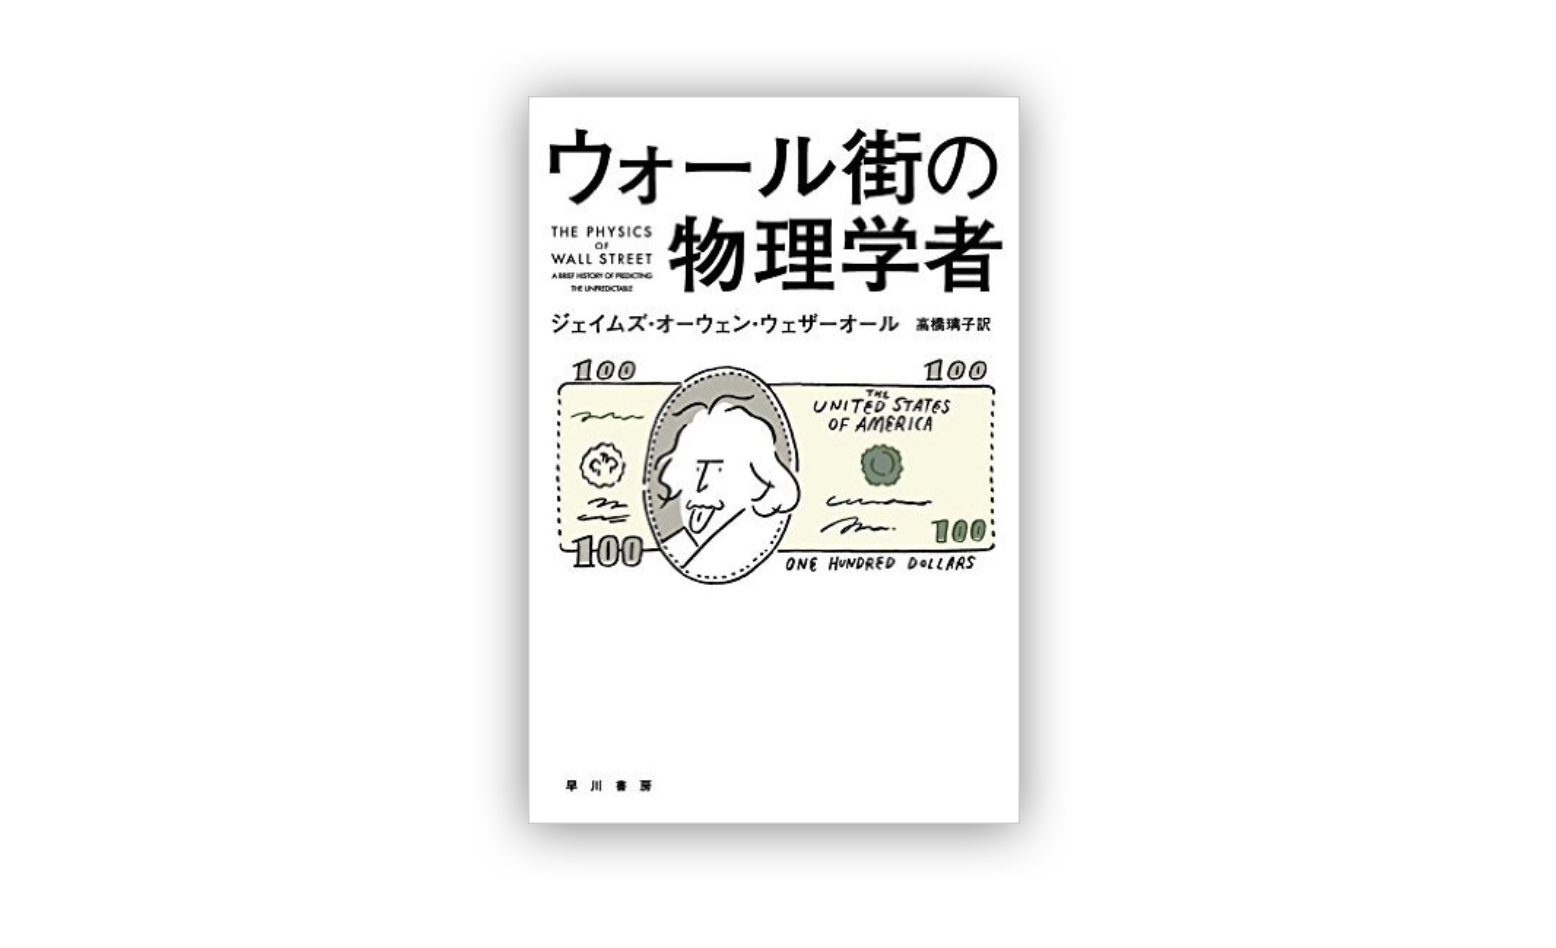 ウォール街の
物理学者
THE PHYSICS
OF
WALL STREET
A BRIEF HISTORY OF PREDICTING
THE UNPREDICTABLE
ジェイムズ・オーウェン・ウェザーオール 高橋璃子訳
100 100
THE
UNITED STATES
OF AMERICA
100 100
ONE HUNDRED DOLLARS
早川書房